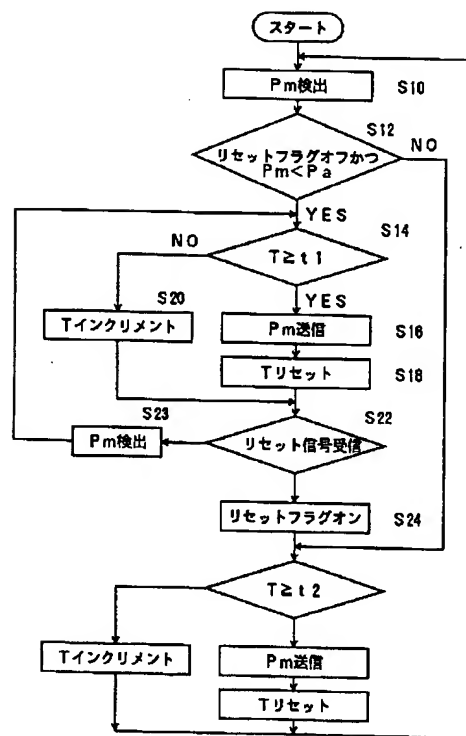 スタート
Pm検出 S10
S12
リセットフラグオフかつ NO
Pm<Pa
YES
S14
NO T≧t1
S20 YES
Tインクリメント Pm送信 S16
Tリセット S18
S23 S22
Pm検出 リセット信号受信
リセットフラグオン S24
T≧t2
Tインクリメント Pm送信
Tリセット